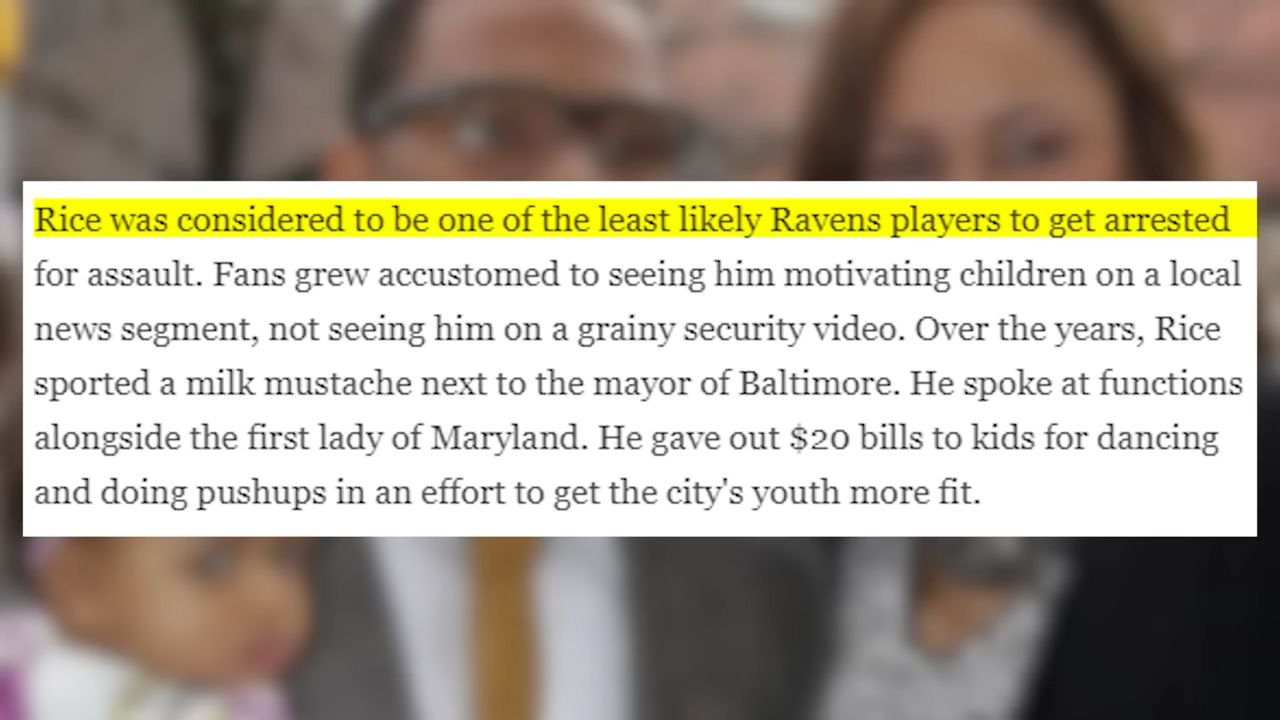 Rice was considered to be one of the least likely Ravens players to get arrested
for assault. Fans grew accustomed to seeing him motivating children on a local
news segment, not seeing him on a grainy security video. Over the years, Rice
sported a milk mustache next to the mayor of Baltimore. He spoke at functions
alongside the first lady of Maryland. He gave out $20 bills to kids for dancing
and doing pushups in an effort to get the city's youth more fit.